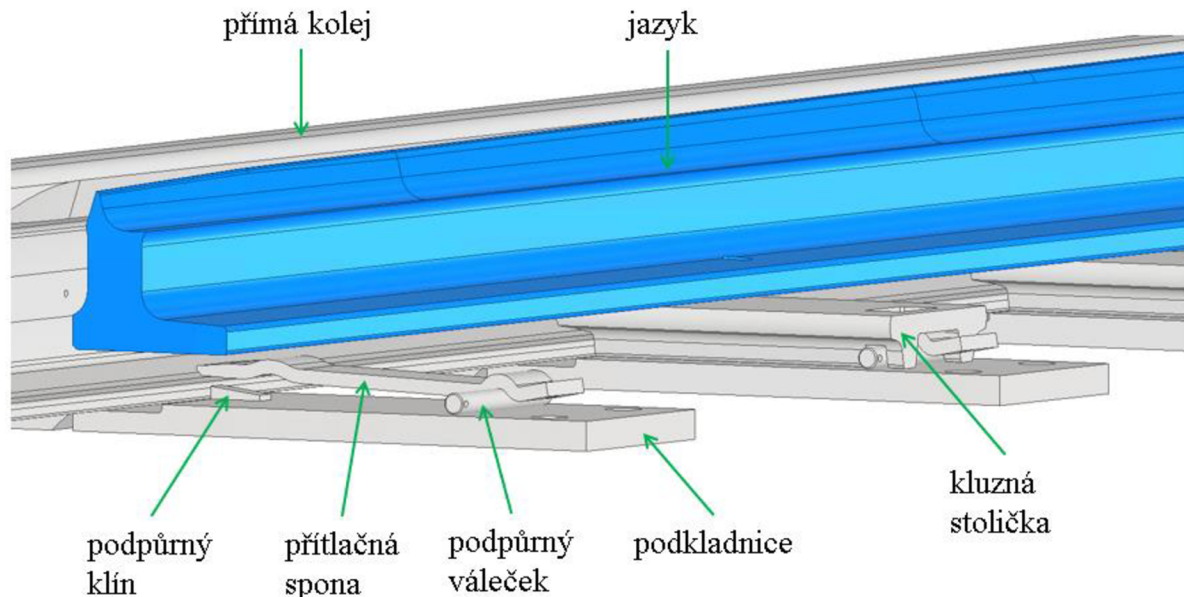 přímá kolej
jazyk
podpůrný
klín
přítlačná
spona
podpůrný
váleček
podkladnice
kluzná
stolička